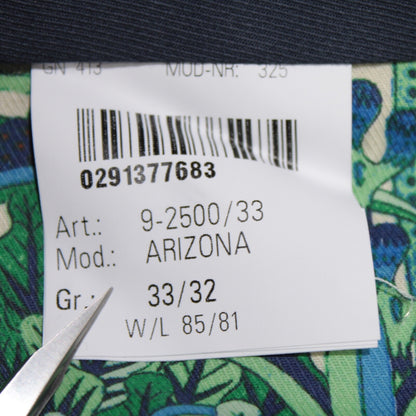 GN 413 MOD-NR: 325
0291377683
Art.: 9-2500/33
Mod.: ARIZONA
Gr.: 33/32
W/L 85/81